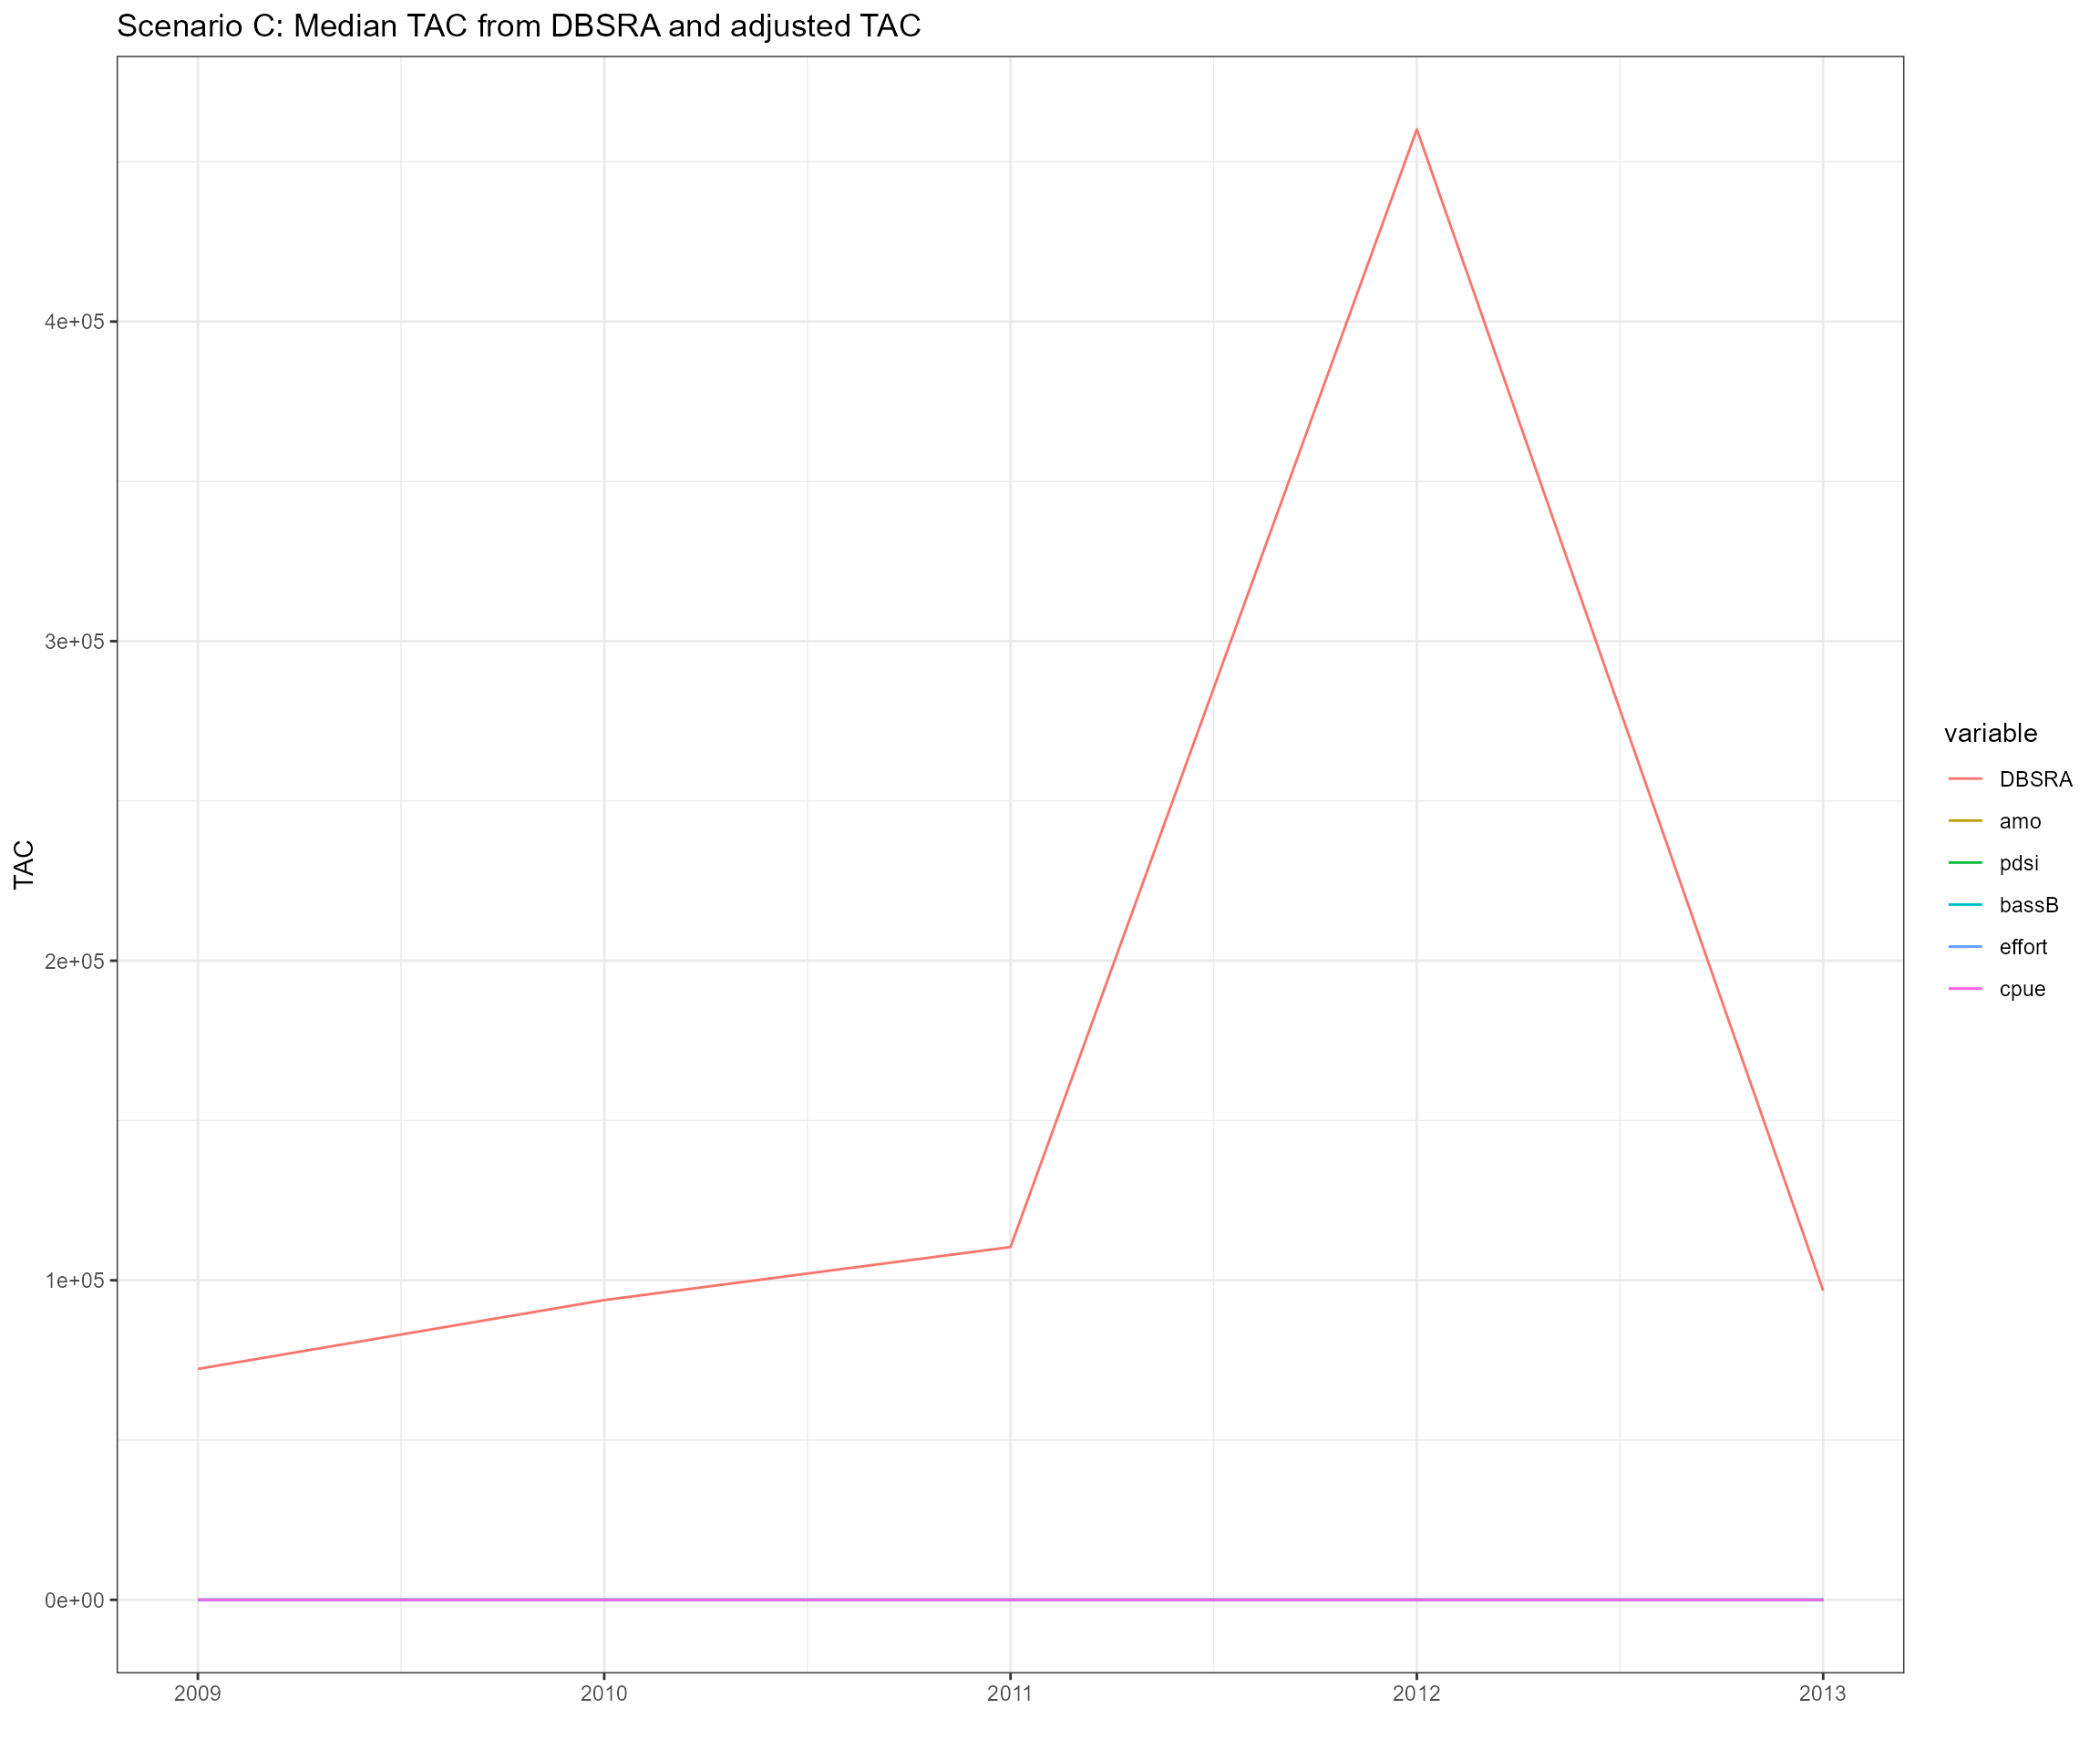 Scenario C: Median TAC from DBSRA and adjusted TAC
TAC
4e+05
3e+05
2e+05
1e+05
0e+00
2009
2010
2011
2012
2013
variable
DBSRA
amo
pdsi
bassB
effort
cpue